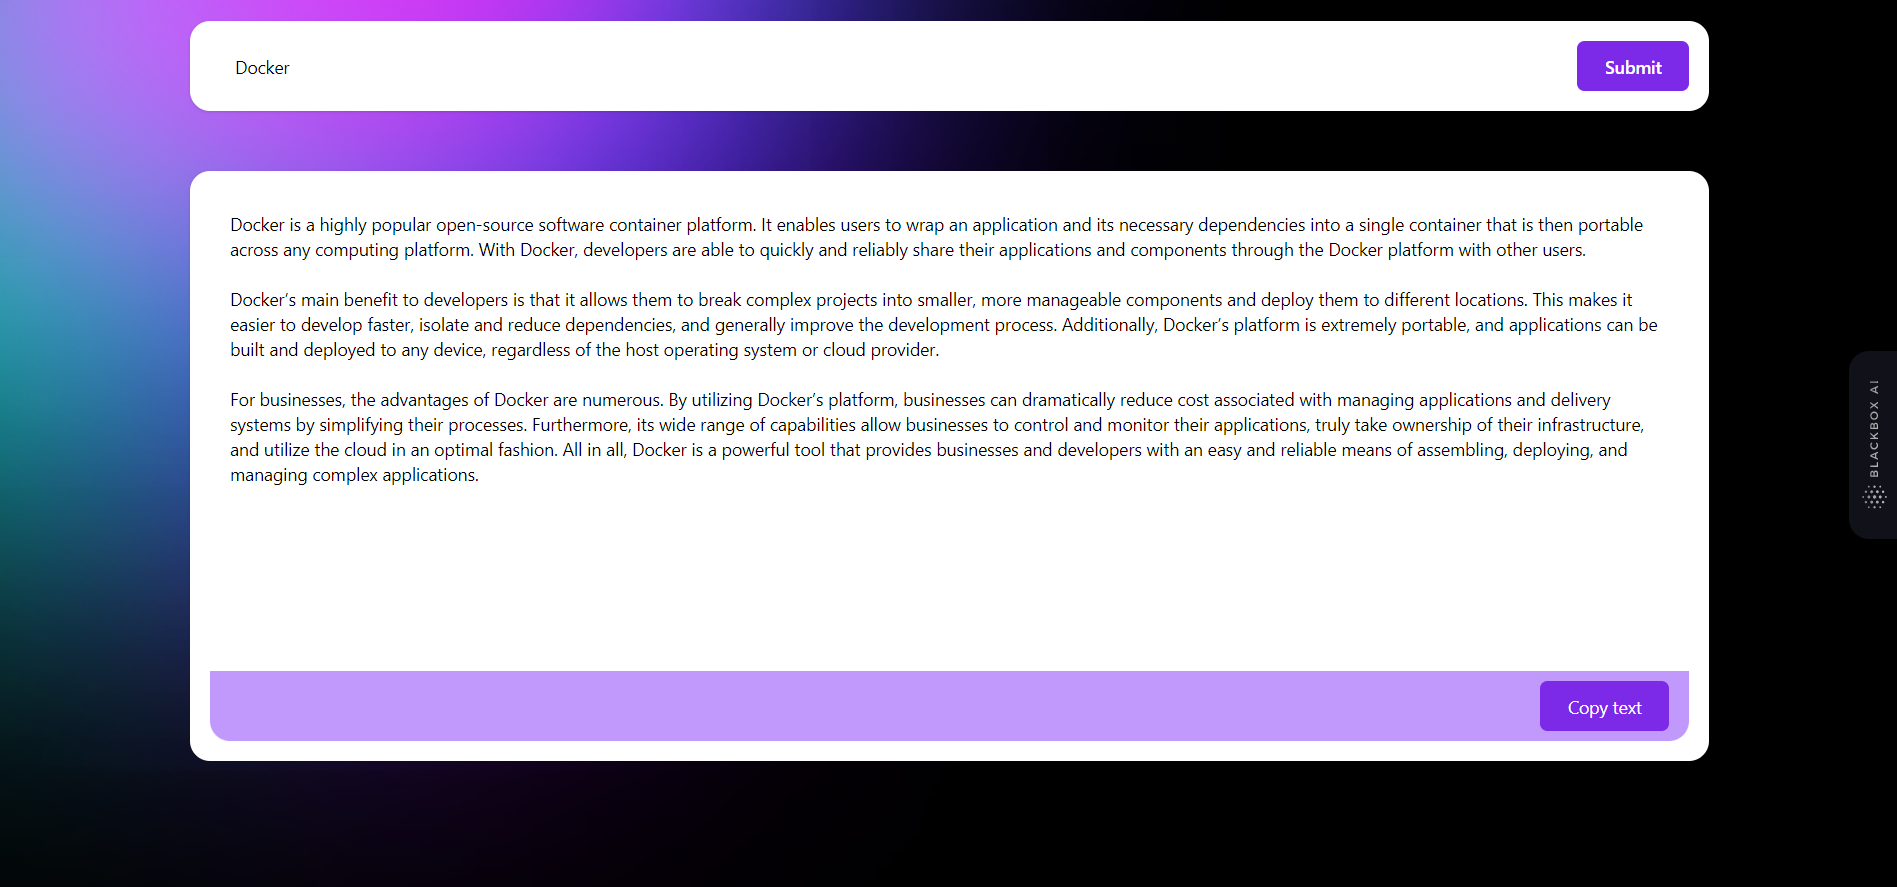 Docker
Submit
Docker is a highly popular open-source software container platform. It enables users to wrap an application and its necessary dependencies into a single container that is then portable
across any computing platform. With Docker, developers are able to quickly and reliably share their applications and components through the Docker platform with other users.
Docker’s main benefit to developers is that it allows them to break complex projects into smaller, more manageable components and deploy them to different locations. This makes it
easier to develop faster, isolate and reduce dependencies, and generally improve the development process. Additionally, Docker’s platform is extremely portable, and applications can be
built and deployed to any device, regardless of the host operating system or cloud provider.
For businesses, the advantages of Docker are numerous. By utilizing Docker’s platform, businesses can dramatically reduce cost associated with managing applications and delivery
systems by simplifying their processes. Furthermore, its wide range of capabilities allow businesses to control and monitor their applications, truly take ownership of their infrastructure,
and utilize the cloud in an optimal fashion. All in all, Docker is a powerful tool that provides businesses and developers with an easy and reliable means of assembling, deploying, and
managing complex applications.
Copy text
BLACKBOX AI